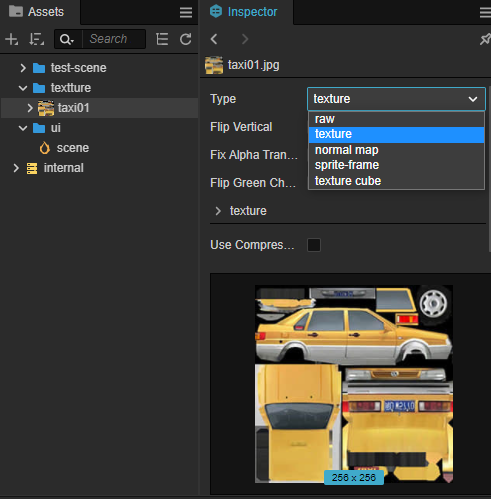 Assets
Search
test-scene
textture
taxi01
ui
scene
internal
Inspector
taxi01.jpg
Type
texture
raw
texture
normal map
sprite-frame
texture cube
Flip Vertical
Fix Alpha Tran...
Flip Green Ch...
texture
Use Compres...
256 x 256